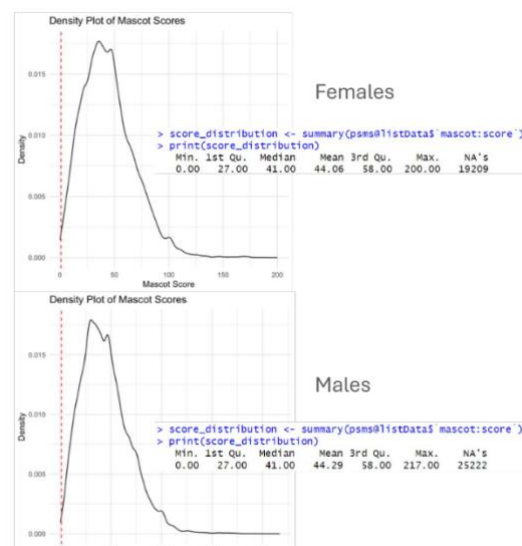 Density Plot of Mascot Scores
0.015
0.010
0.005
0.000
Density
0 50 100 150 200
Mascot Score
Females
> score_distribution <- summary(psms@listData$`mascot:score`)
> print(score_distribution)
Min. 1st Qu. Median Mean 3rd Qu. Max. NA's
0.00 27.00 41.00 44.06 58.00 200.00 19209
Density Plot of Mascot Scores
0.015
0.010
0.005
0.000
Density
Males
> score_distribution <- summary(psms@listData$`mascot:score`)
> print(score_distribution)
Min. 1st Qu. Median Mean 3rd Qu. Max. NA's
0.00 27.00 41.00 44.29 58.00 217.00 25222